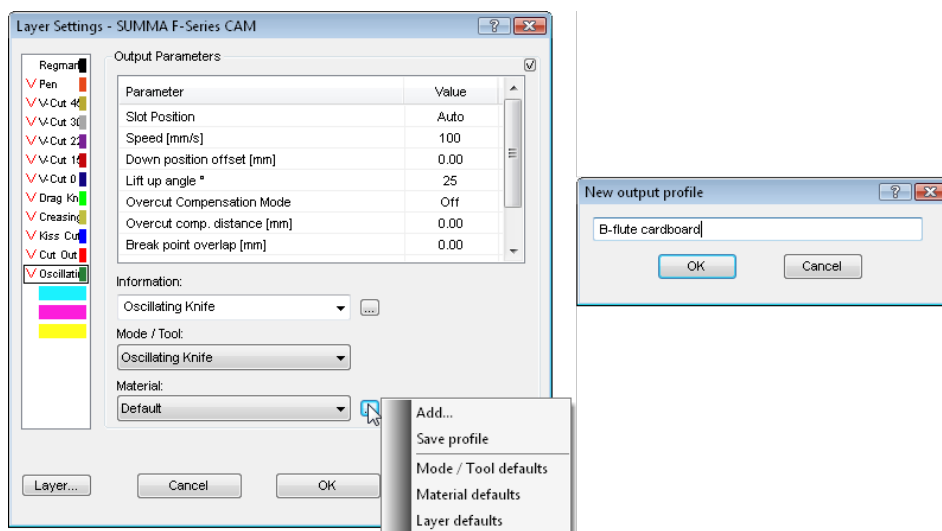 Layer Settings - SUMMA F-Series CAM
Output Parameters
Regmar
Pen
V-Cut 45
V-Cut 30
V-Cut 22
V-Cut 15
V-Cut 0
Drag Kn
Creasing
Kiss Cut
Cut Out
Oscillati
Parameter Value
Slot Position Auto
Speed [mm/s] 100
Down position offset [mm] 0.00
Lift up angle ° 25
Overcut Compensation Mode Off
Overcut comp. distance [mm] 0.00
Break point overlap [mm] 0.00
Information:
Oscillating Knife
...
Mode / Tool:
Oscillating Knife
Material:
Default
Add...
Save profile
Mode / Tool defaults
Material defaults
Layer defaults
Layer...
Cancel
OK
New output profile
B-flute cardboard
OK
Cancel